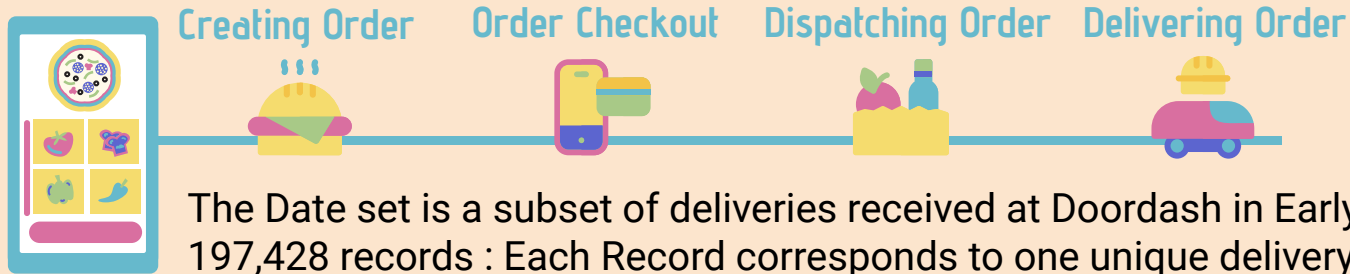 Creating Order
Order Checkout
Dispatching Order
Delivering Order
The Date set is a subset of deliveries received at Doordash in Early
197,428 records : Each Record corresponds to one unique delivery